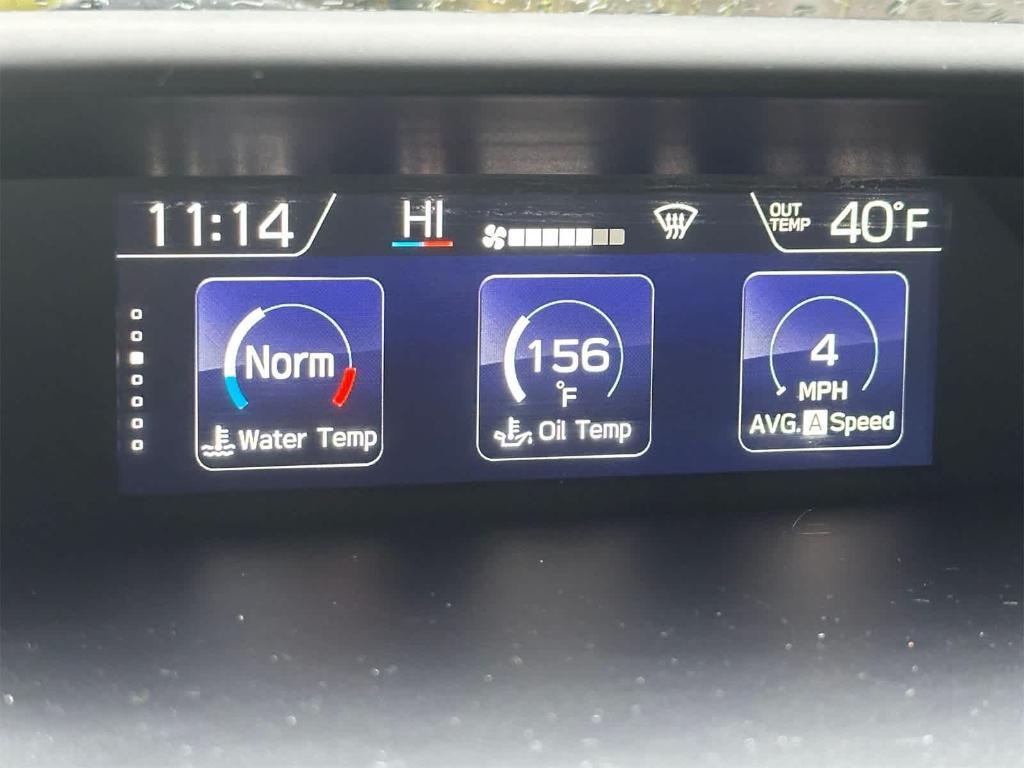 11:14
HI
OUT
TEMP
40°F
Norm
Water Temp
156
°F
Oil Temp
4
MPH
AVG. A Speed